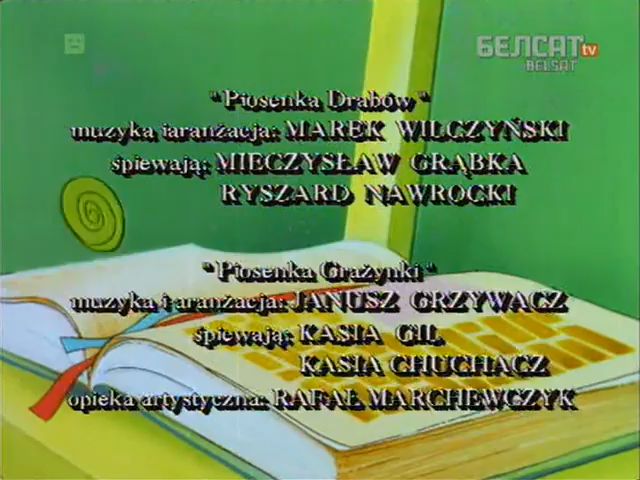 БЕЛСАТ tv
BELSAT
"Piosenka Drabów"
muzyka iaranżacja: MAREK WILCZYŃSKI
śpiewają: MIECZYSŁAW GRĄBKA
RYSZARD NAWROCKI
"Piosenka Grażynki"
muzyka i aranżacja: JANUSZ GRZYWACZ
śpiewają: KASIA GIL
KASIA CHUCHACZ
opieka artystyczna: RAFAŁ MARCHEWCZYK